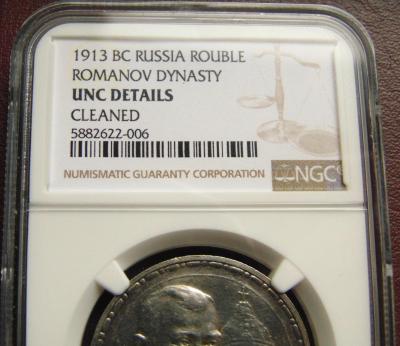 1913 BC RUSSIA ROUBLE
ROMANOV DYNASTY
UNC DETAILS
CLEANED
5882622-006
NUMISMATIC GUARANTY CORPORATION
NGC